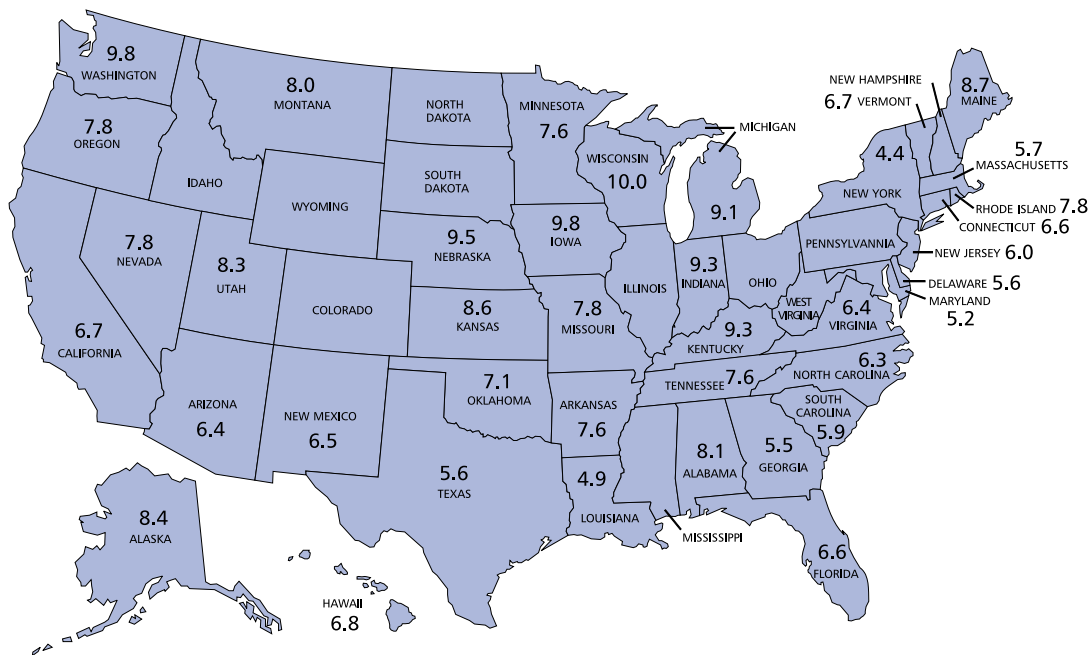 9.8
WASHINGTON
8.0
MONTANA
NORTH
DAKOTA
MINNESOTA
7.6
NEW HAMPSHIRE
6.7 VERMONT
8.7
MAINE
7.8
OREGON
IDAHO
WYOMING
SOUTH
DAKOTA
WISCONSIN
10.0
MICHIGAN
9.1
4.4
NEW YORK
5.7
MASSACHUSETTS
RHODE ISLAND 7.8
CONNECTICUT 6.6
7.8
NEVADA
8.3
UTAH
COLORADO
9.5
NEBRASKA
9.8
IOWA
ILLINOIS
9.3
INDIANA
OHIO
PENNSYLVANNIA
NEW JERSEY 6.0
DELAWARE 5.6
MARYLAND
5.2
6.7
CALIFORNIA
8.6
KANSAS
7.8
MISSOURI
9.3
KENTUCKY
WEST
VIRGINIA
6.4
VIRGINIA
ARIZONA
6.4
NEW MEXICO
6.5
7.1
OKLAHOMA
ARKANSAS
7.6
TENNESSEE 7.6
6.3
NORTH CAROLINA
SOUTH
CAROLINA
5.9
5.6
TEXAS
4.9
LOUISIANA
MISSISSIPPI
8.1
ALABAMA
5.5
GEORGIA
8.4
ALASKA
HAWAII
6.8
6.6
FLORIDA